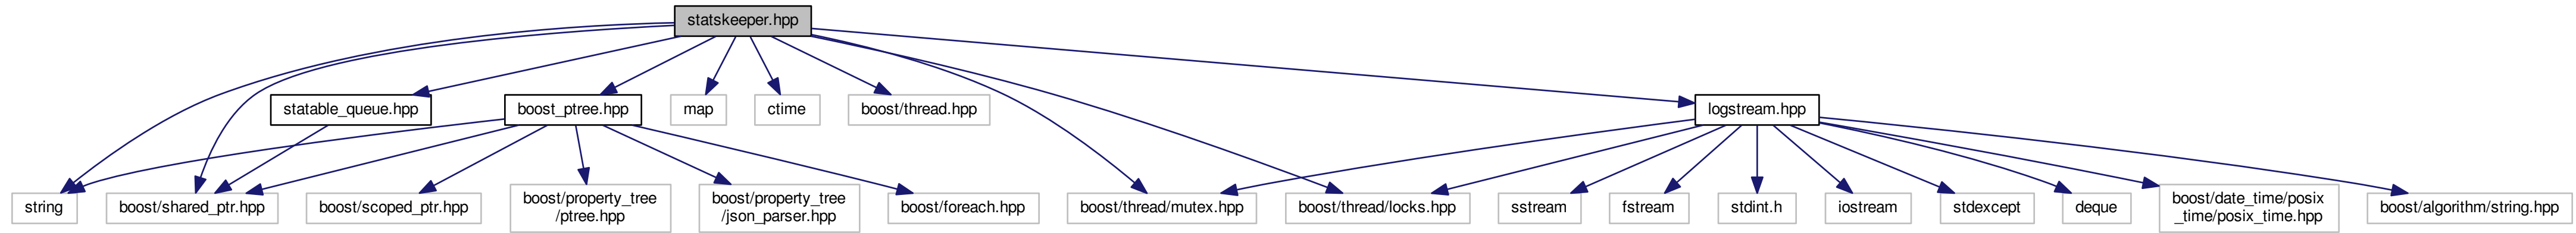 statskeeper.hpp
statable_queue.hpp
boost_ptree.hpp
map
ctime
boost/thread.hpp
logstream.hpp
string
boost/shared_ptr.hpp
boost/scoped_ptr.hpp
boost/property_tree
/ptree.hpp
boost/property_tree
/json_parser.hpp
boost/foreach.hpp
boost/thread/mutex.hpp
boost/thread/locks.hpp
sstream
fstream
stdint.h
iostream
stdexcept
deque
boost/date_time/posix
_time/posix_time.hpp
boost/algorithm/string.hpp